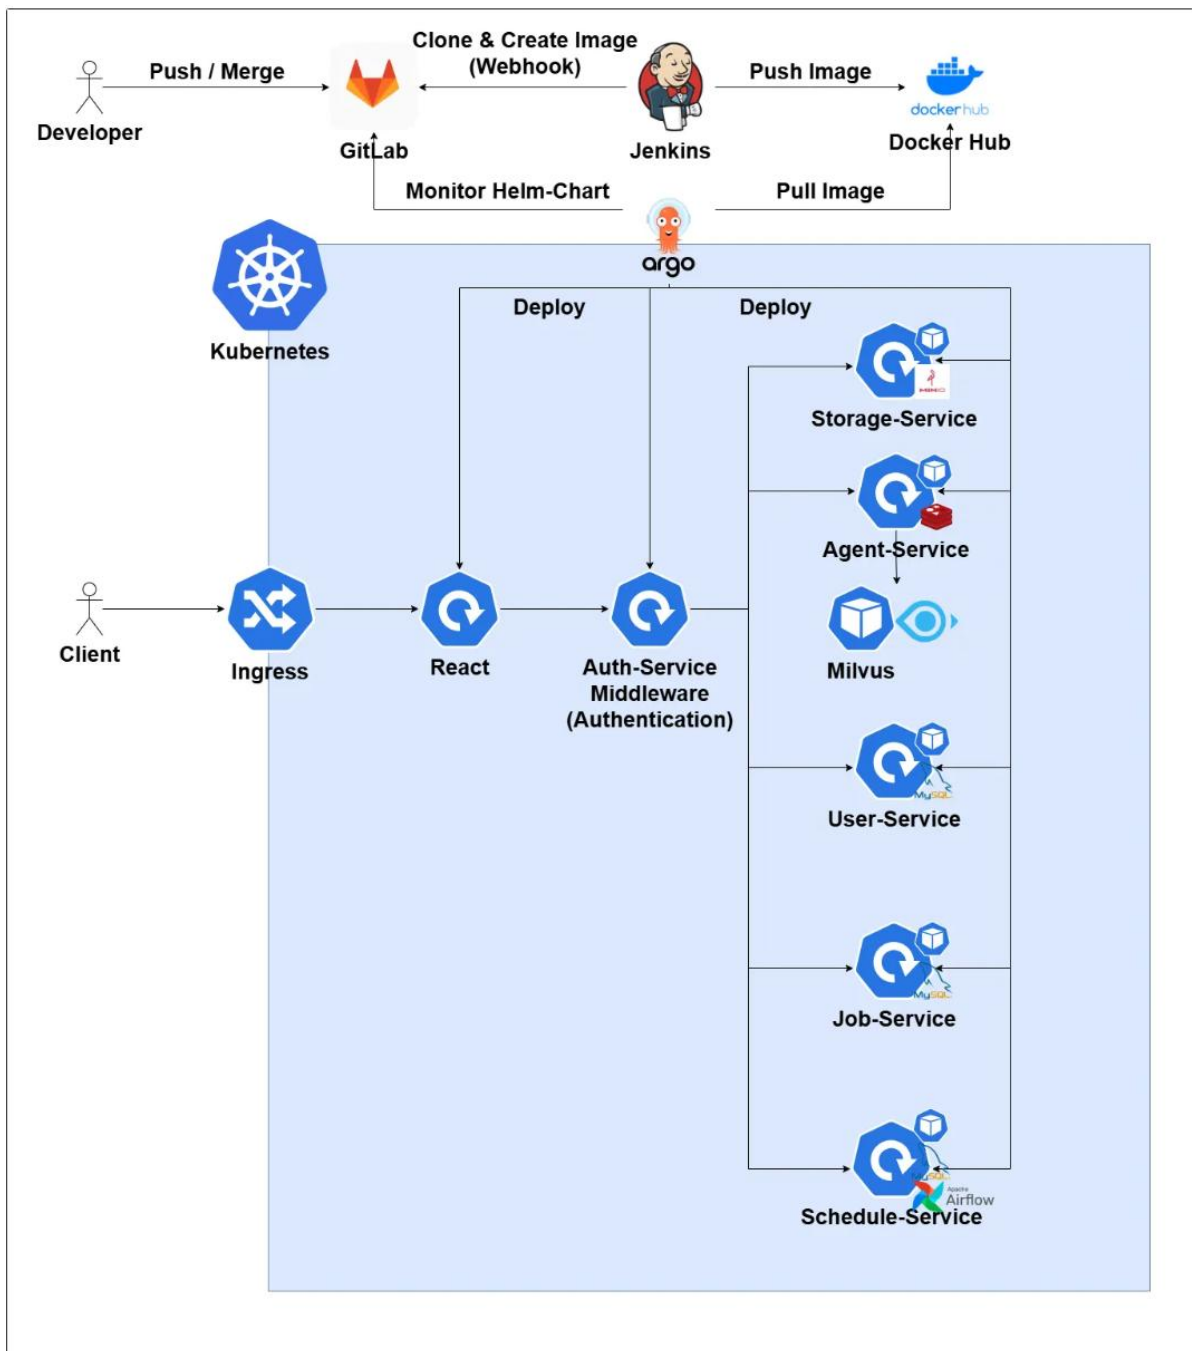 Clone & Create Image
(Webhook)
Push / Merge
Push Image
docker hub
Developer
GitLab
Jenkins
Docker Hub
Monitor Helm-Chart
Pull Image
argo
Deploy
Deploy
Kubernetes
MINIO
Storage-Service
Agent-Service
Client
Ingress
React
Auth-Service
Middleware
(Authentication)
Milvus
MySQL
User-Service
MySQL
Job-Service
MySQL
Apache
Airflow
Schedule-Service